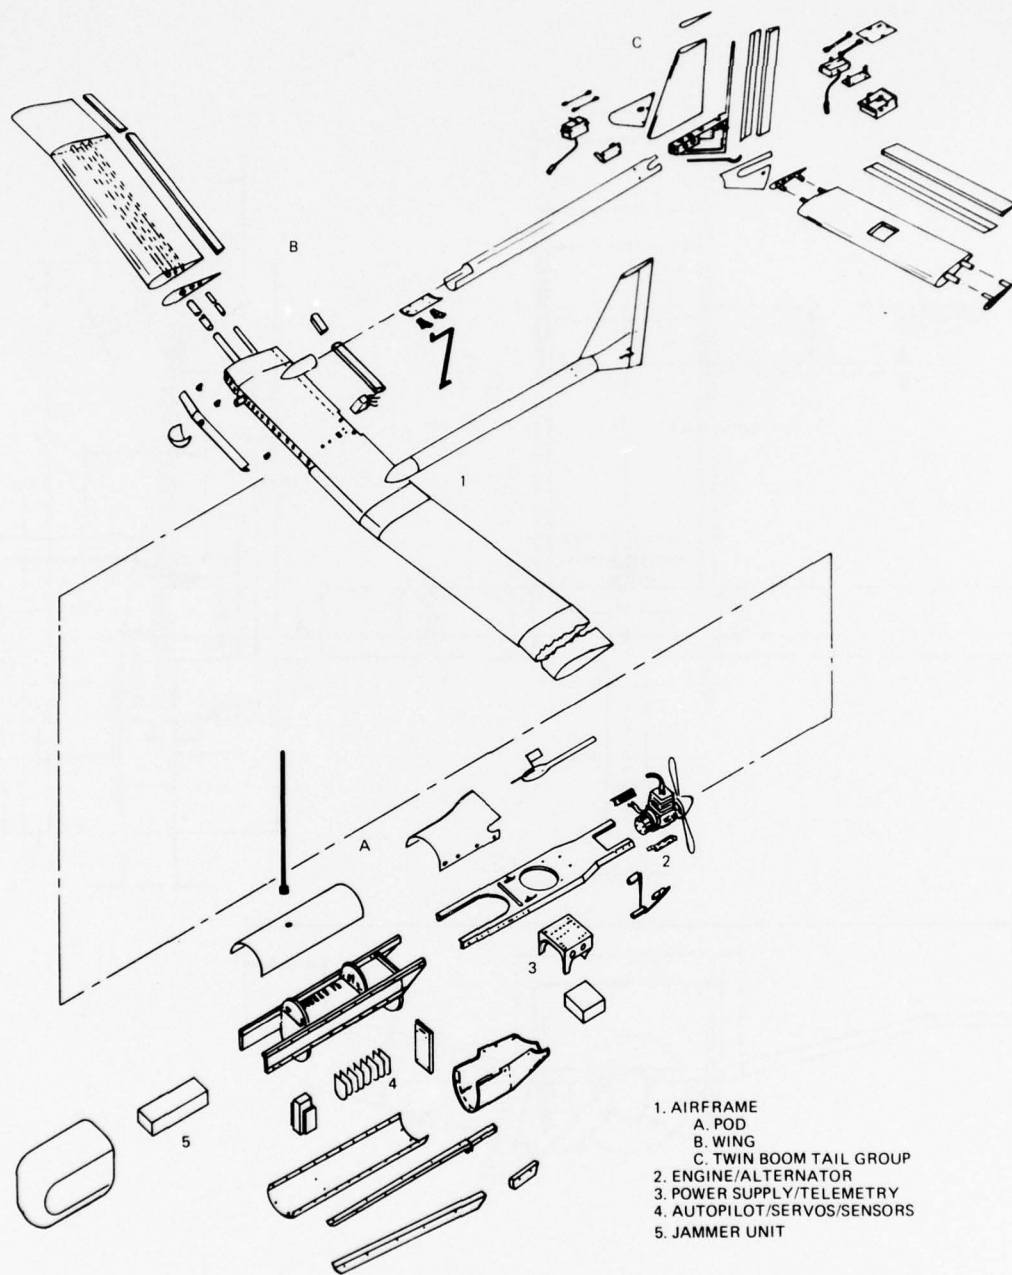 C
B
1
A
2
3
4
5
1. AIRFRAME
A. POD
B. WING
C. TWIN BOOM TAIL GROUP
2. ENGINE/ALTERNATOR
3. POWER SUPPLY/TELEMETRY
4. AUTOPILOT/SERVOS/SENSORS
5. JAMMER UNIT